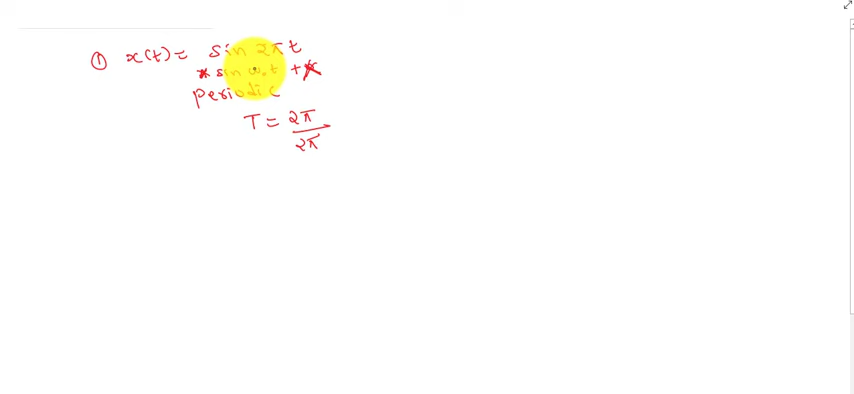 ① x(t) = sin 2πt
* sin ω₀t +
periodic
T = 2π / 2π